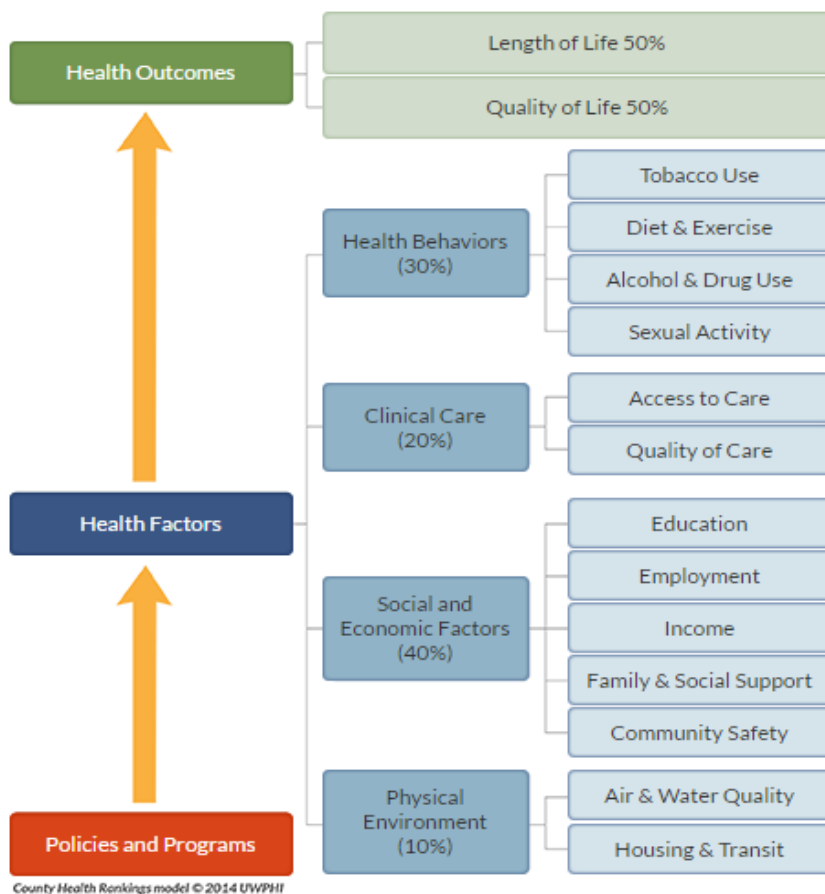 Health Outcomes
Length of Life 50%
Quality of Life 50%
Health Factors
Health Behaviors
(30%)
Tobacco Use
Diet & Exercise
Alcohol & Drug Use
Sexual Activity
Clinical Care
(20%)
Access to Care
Quality of Care
Social and
Economic Factors
(40%)
Education
Employment
Income
Family & Social Support
Community Safety
Physical
Environment
(10%)
Air & Water Quality
Housing & Transit
Policies and Programs
County Health Rankings model © 2014 UWPHI